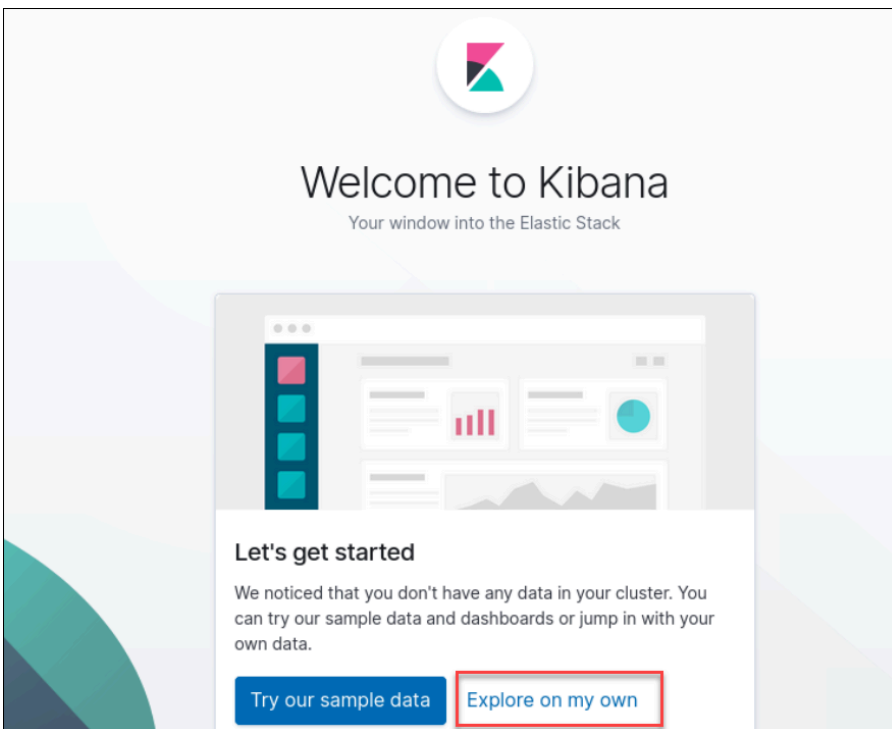 Welcome to Kibana
Your window into the Elastic Stack
Let's get started
We noticed that you don't have any data in your cluster. You
can try our sample data and dashboards or jump in with your
own data.
Try our sample data
Explore on my own